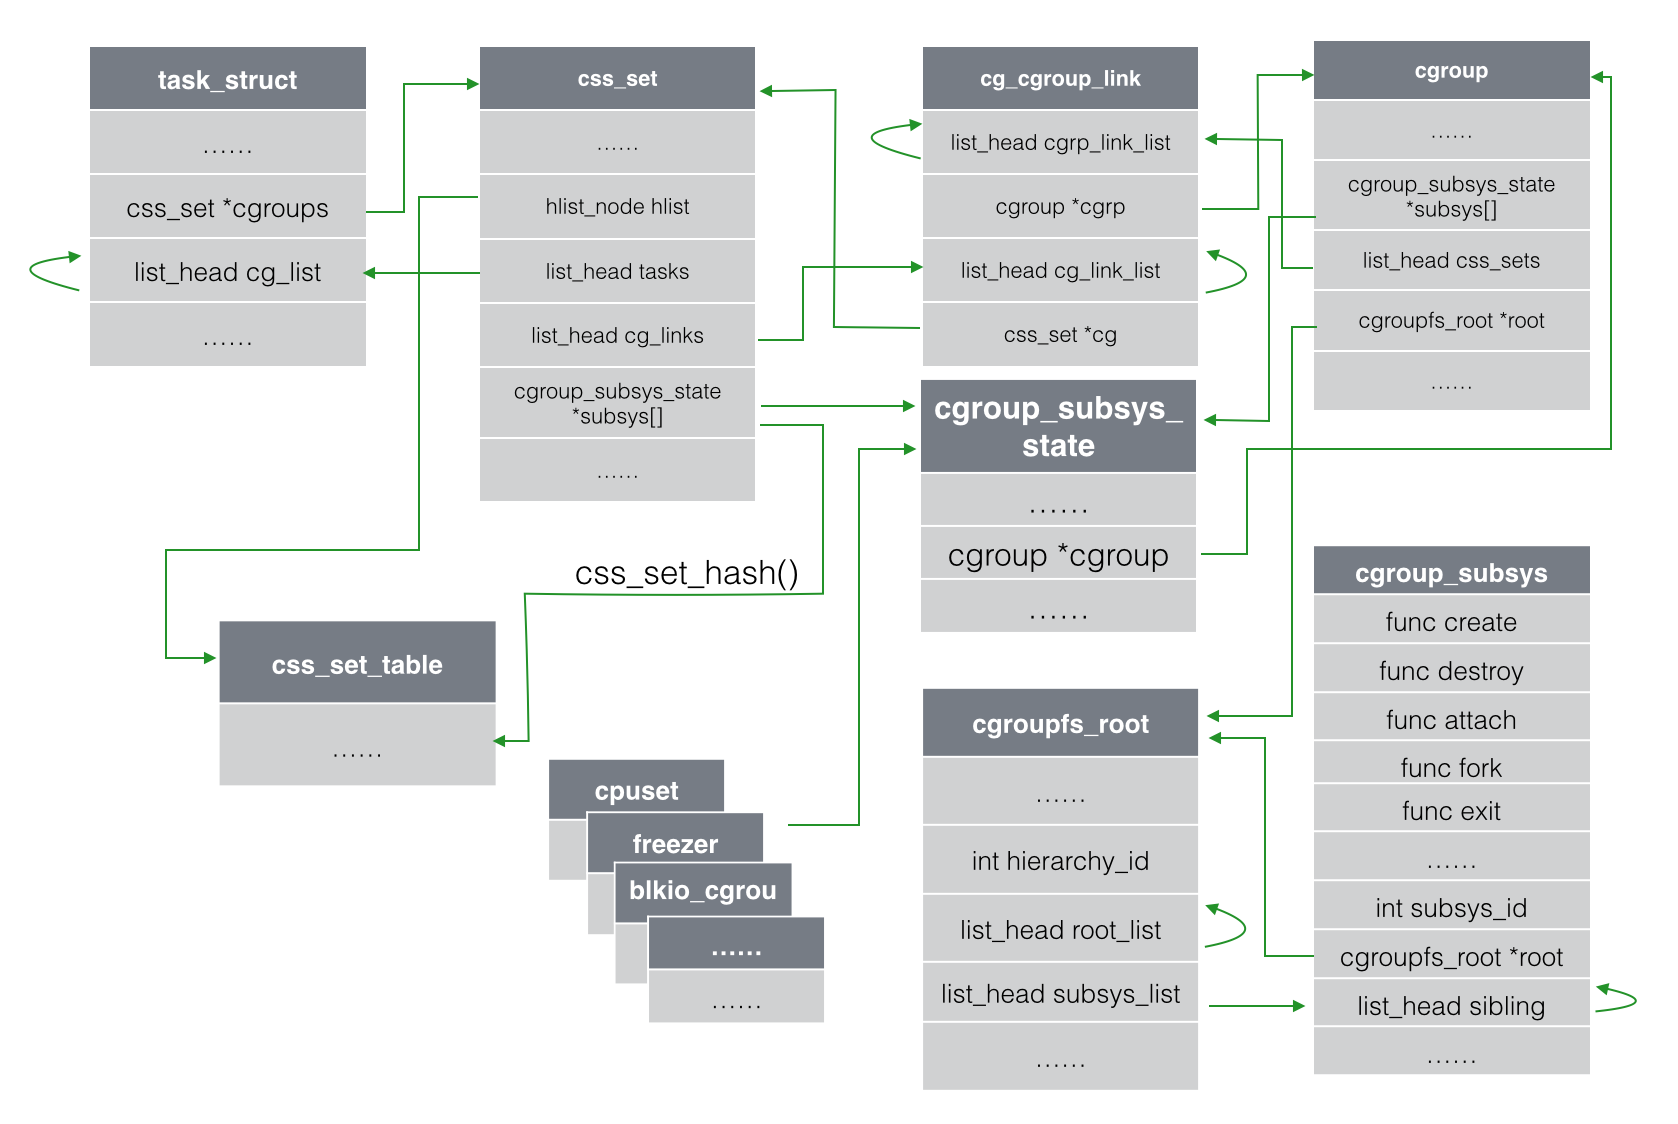 task_struct
......
css_set *cgroups
list_head cg_list
......
css_set
......
hlist_node hlist
list_head tasks
list_head cg_links
cgroup_subsys_state
*subsys[]
......
cg_cgroup_link
list_head cgrp_link_list
cgroup *cgrp
list_head cg_link_list
css_set *cg
cgroup
......
cgroup_subsys_state
*subsys[]
list_head css_sets
cgroupfs_root *root
......
cgroup_subsys_
state
......
cgroup *cgroup
......
css_set_hash()
css_set_table
......
cpuset
freezer
blkio_cgrou
......
......
cgroupfs_root
......
int hierarchy_id
list_head root_list
list_head subsys_list
......
cgroup_subsys
func create
func destroy
func attach
func fork
func exit
......
int subsys_id
cgroupfs_root *root
list_head sibling
......